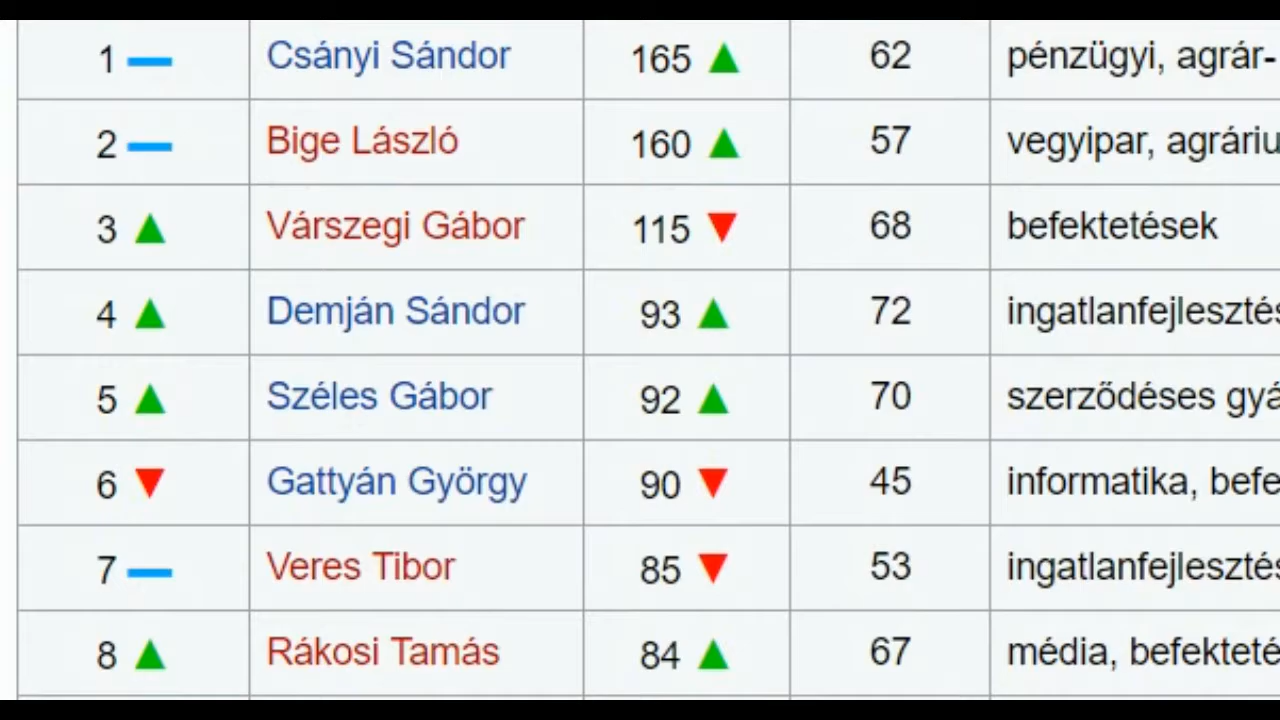 1 Csányi Sándor 165 62 pénzügyi, agrár-
2 Bige László 160 57 vegyipar, agráriu
3 Várszegi Gábor 115 68 befektetések
4 Demján Sándor 93 72 ingatlanfejlesztés
5 Széles Gábor 92 70 szerződéses gyá
6 Gattyán György 90 45 informatika, befe
7 Veres Tibor 85 53 ingatlanfejlesztés
8 Rákosi Tamás 84 67 média, befekteté